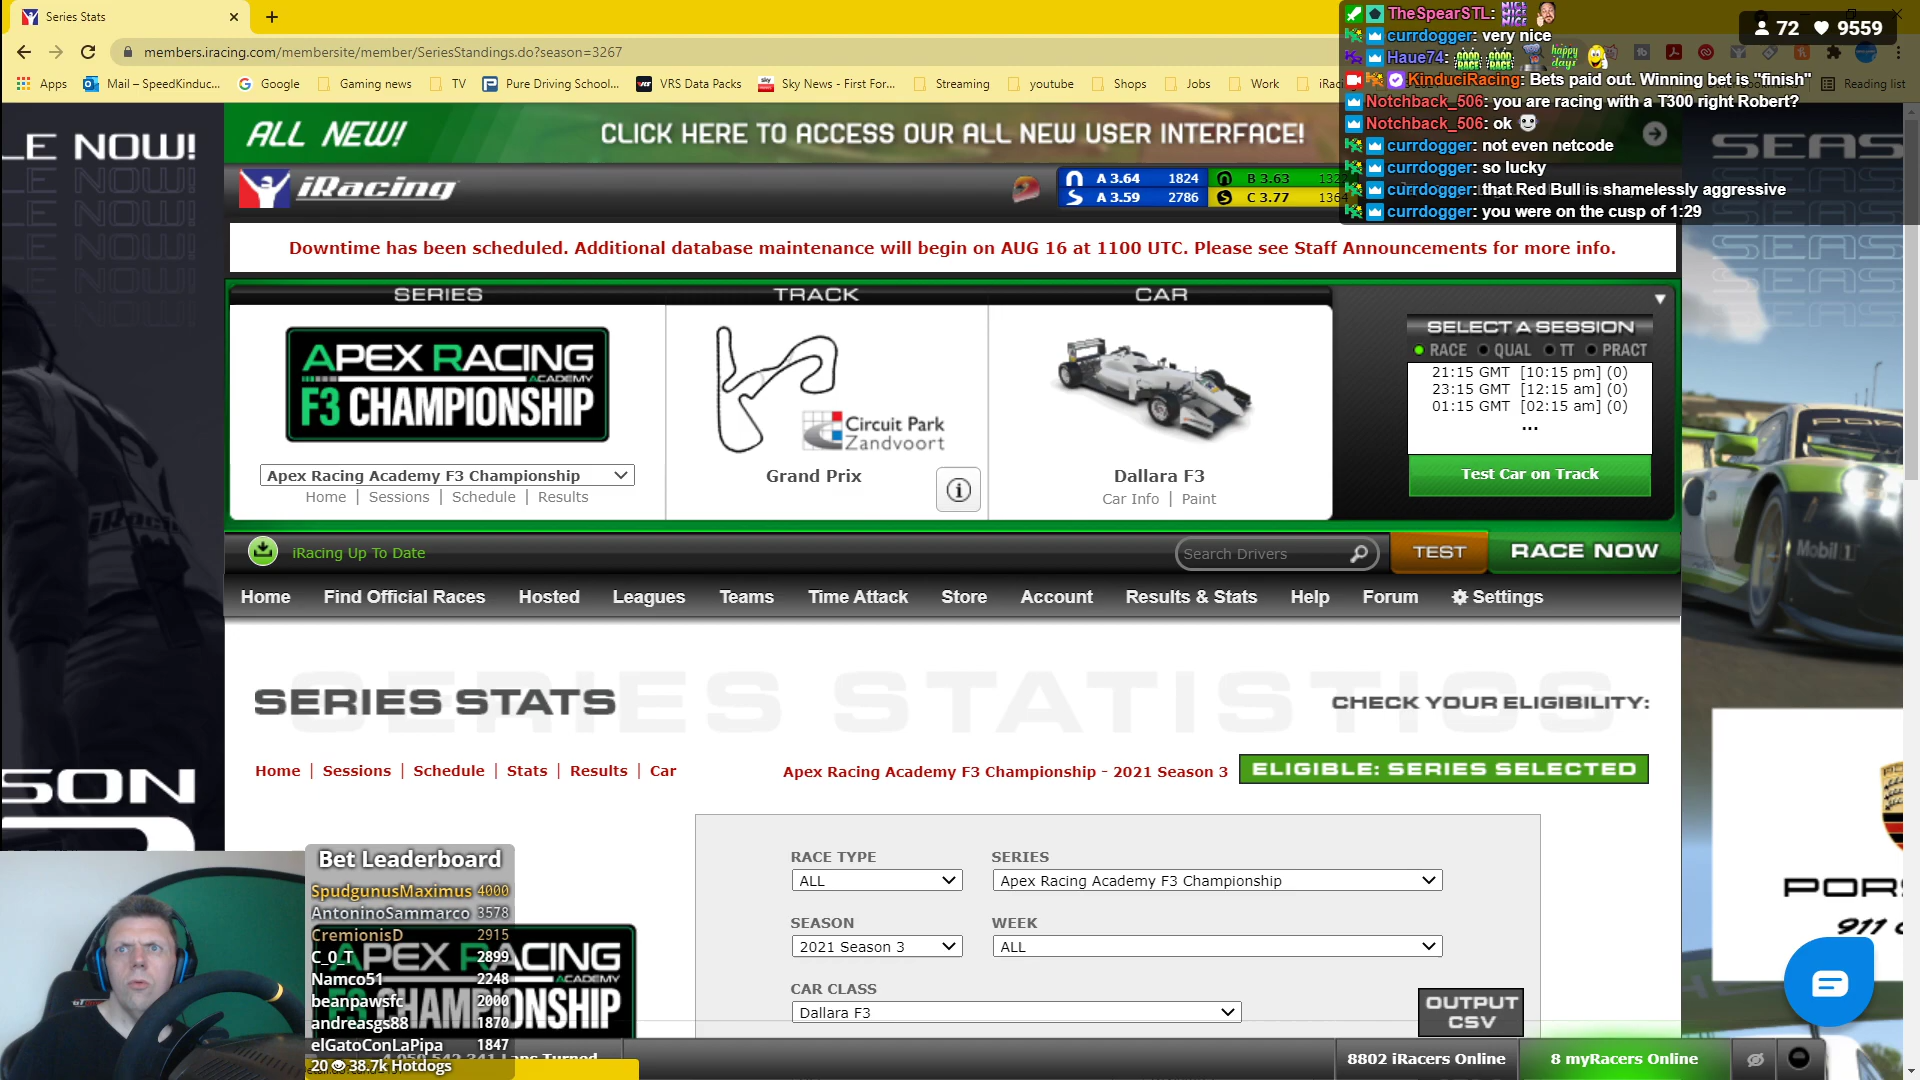 Series Stats
members.iracing.com/membersite/member/SeriesStandings.do?season=3267
Apps
Mail – SpeedKinduc...
Google
Gaming news
TV
Pure Driving School...
VRS Data Packs
Sky News - First For...
Streaming
youtube
Shops
Jobs
Work
Reading list
TheSpearSTL:
currdogger: very nice
Haue74:
KinduciRacing: Bets paid out. Winning bet is "finish"
Notchback_506: you are racing with a T300 right Robert?
Notchback_506: ok
currdogger: not even netcode
currdogger: so lucky
currdogger: that Red Bull is shamelessly aggressive
currdogger: you were on the cusp of 1:29
72 9559
ALL NEW!
CLICK HERE TO ACCESS OUR ALL NEW USER INTERFACE!
iRacing
A 3.64 1824
B 3.63
A 3.59 2786
C 3.77
Downtime has been scheduled. Additional database maintenance will begin on AUG 16 at 1100 UTC. Please see Staff Announcements for more info.
SERIES
TRACK
CAR
APEX RACING
ACADEMY
F3 CHAMPIONSHIP
Apex Racing Academy F3 Championship
Home | Sessions | Schedule | Results
Circuit Park
Zandvoort
Grand Prix
Dallara F3
Car Info | Paint
SELECT A SESSION
RACE QUAL TT PRACT
21:15 GMT [10:15 pm] (0)
23:15 GMT [12:15 am] (0)
01:15 GMT [02:15 am] (0)
...
Test Car on Track
iRacing Up To Date
Search Drivers
TEST
RACE NOW
Home
Find Official Races
Hosted
Leagues
Teams
Time Attack
Store
Account
Results & Stats
Help
Forum
Settings
SERIES STATISTICS
SERIES STATS
CHECK YOUR ELIGIBILITY:
Home | Sessions | Schedule | Stats | Results | Car
Apex Racing Academy F3 Championship - 2021 Season 3
ELIGIBLE: SERIES SELECTED
RACE TYPE
ALL
SERIES
Apex Racing Academy F3 Championship
SEASON
2021 Season 3
WEEK
ALL
CAR CLASS
Dallara F3
OUTPUT
CSV
Bet Leaderboard
SpudgunusMaximus 4000
AntoninoSammarco 3578
CremionisD 2915
C_0_T 2899
Namco51 2248
beanpawsfc 2000
andreasgs88 1870
elGatoConLaPipa 1847
20 38.7k Hotdogs
APEX RACING
ACADEMY
F3 CHAMPIONSHIP
8802 iRacers Online
8 myRacers Online
Mobil 1